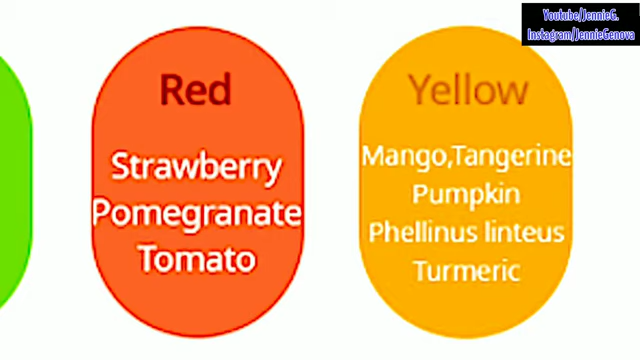 Youtube/JennieG.
Instagram/JennieGenova
Red
Strawberry
Pomegranate
Tomato
Yellow
Mango,Tangerine
Pumpkin
Phellinus linteus
Turmeric